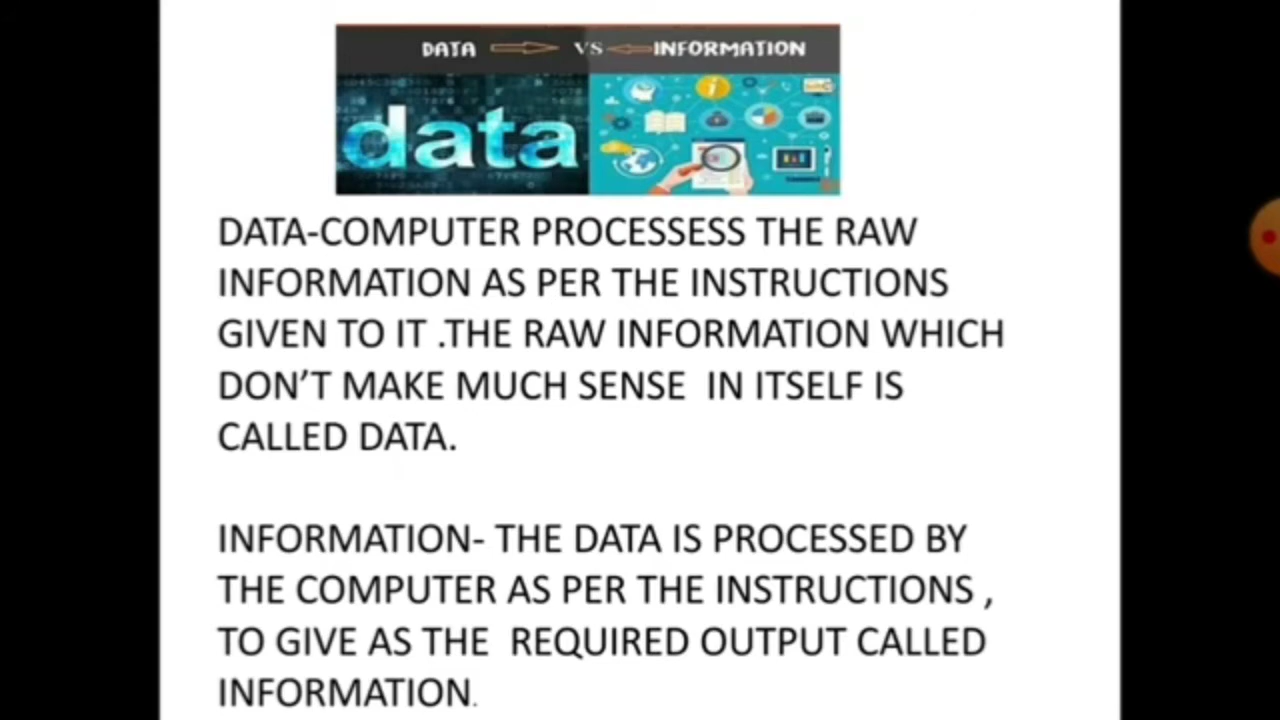 DATA VS INFORMATION
data
DATA-COMPUTER PROCESSESS THE RAW
INFORMATION AS PER THE INSTRUCTIONS
GIVEN TO IT .THE RAW INFORMATION WHICH
DON'T MAKE MUCH SENSE IN ITSELF IS
CALLED DATA.
INFORMATION- THE DATA IS PROCESSED BY
THE COMPUTER AS PER THE INSTRUCTIONS ,
TO GIVE AS THE REQUIRED OUTPUT CALLED
INFORMATION.